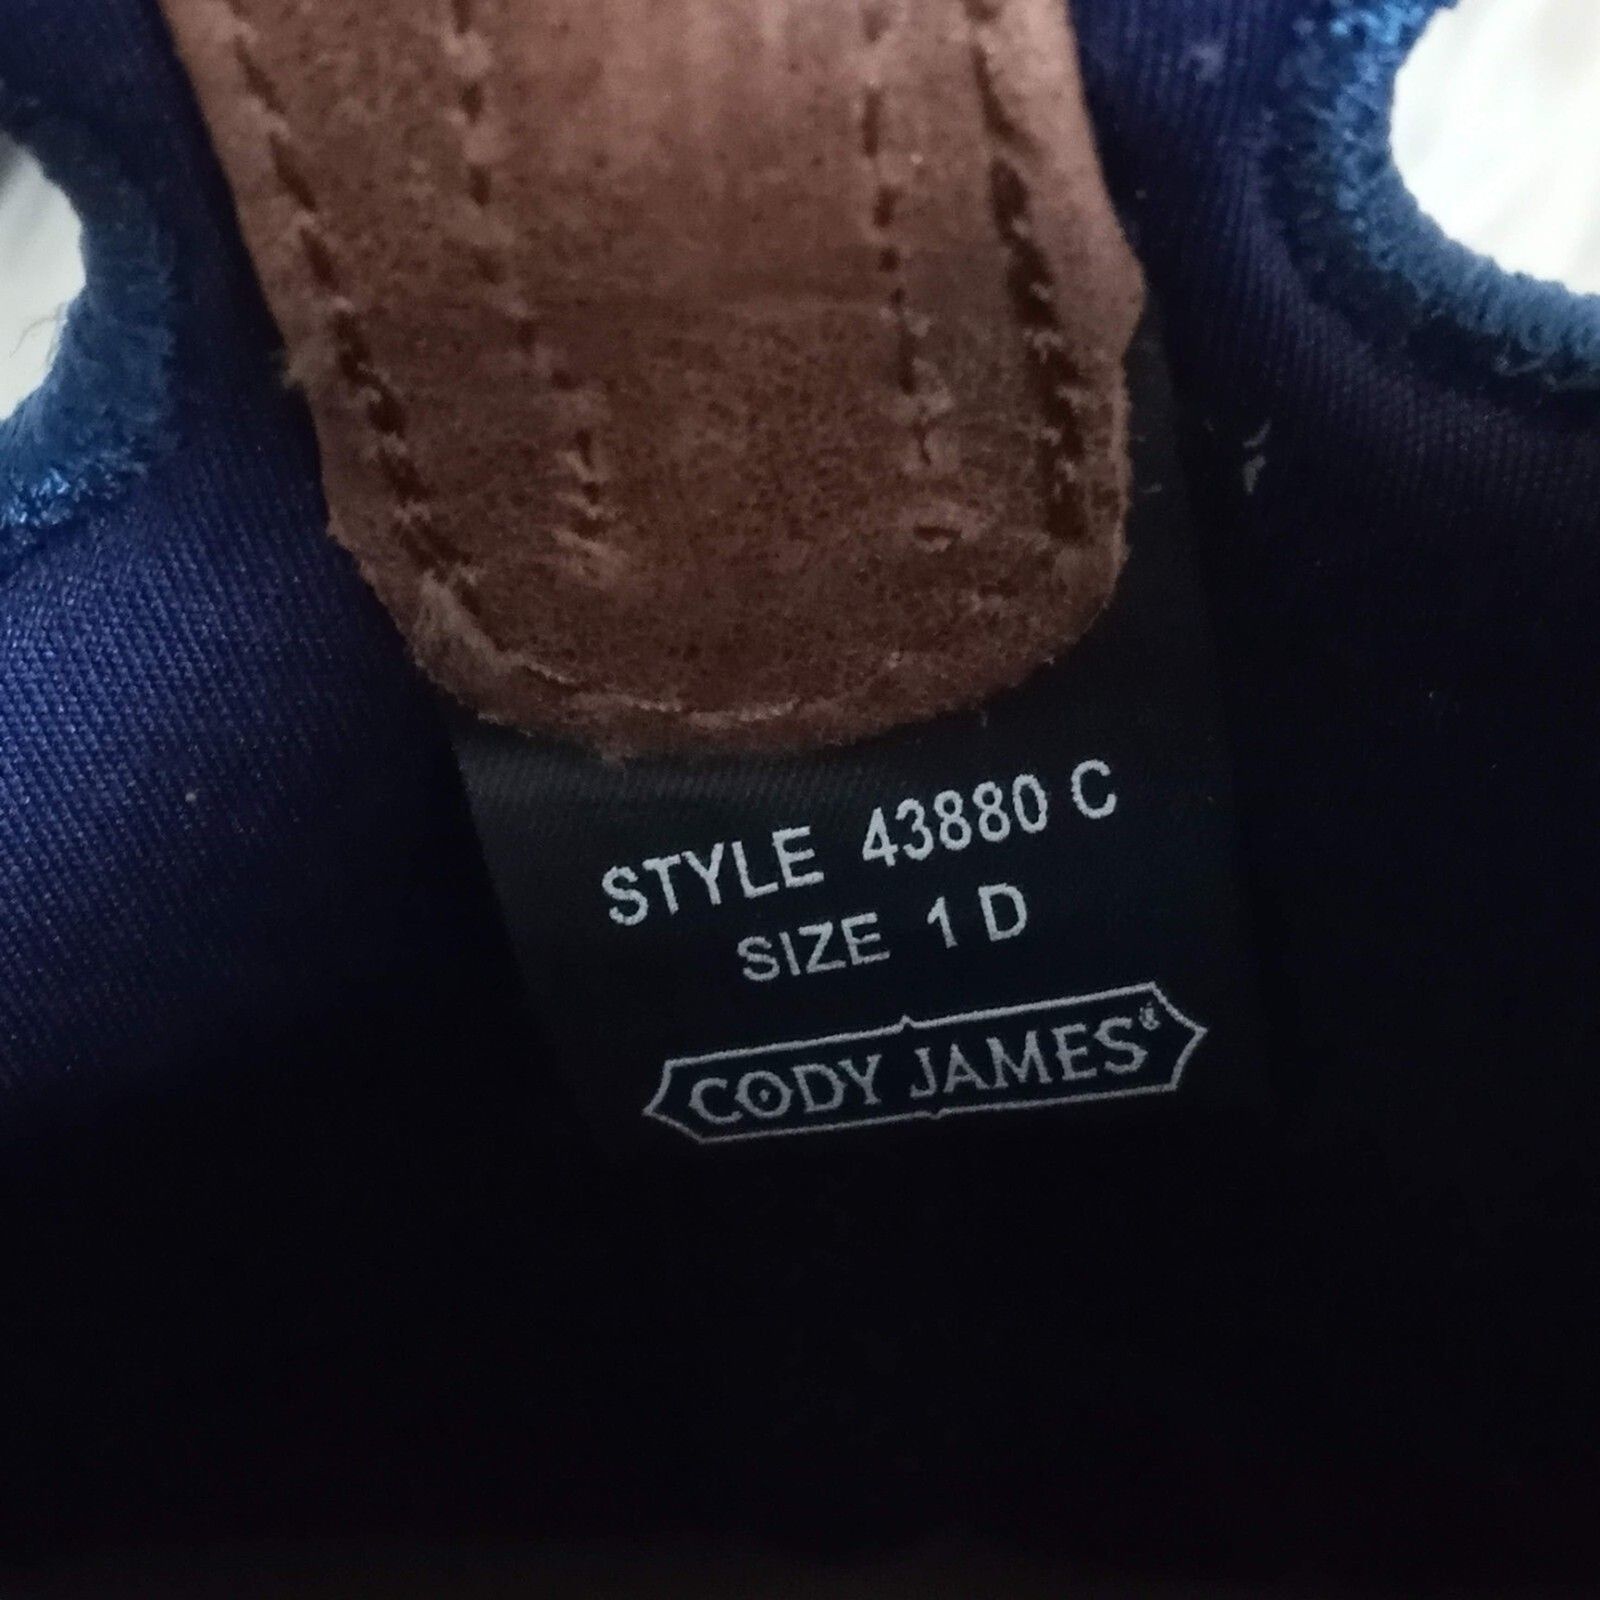 STYLE 43880 C
SIZE 1 D
CODY JAMES®